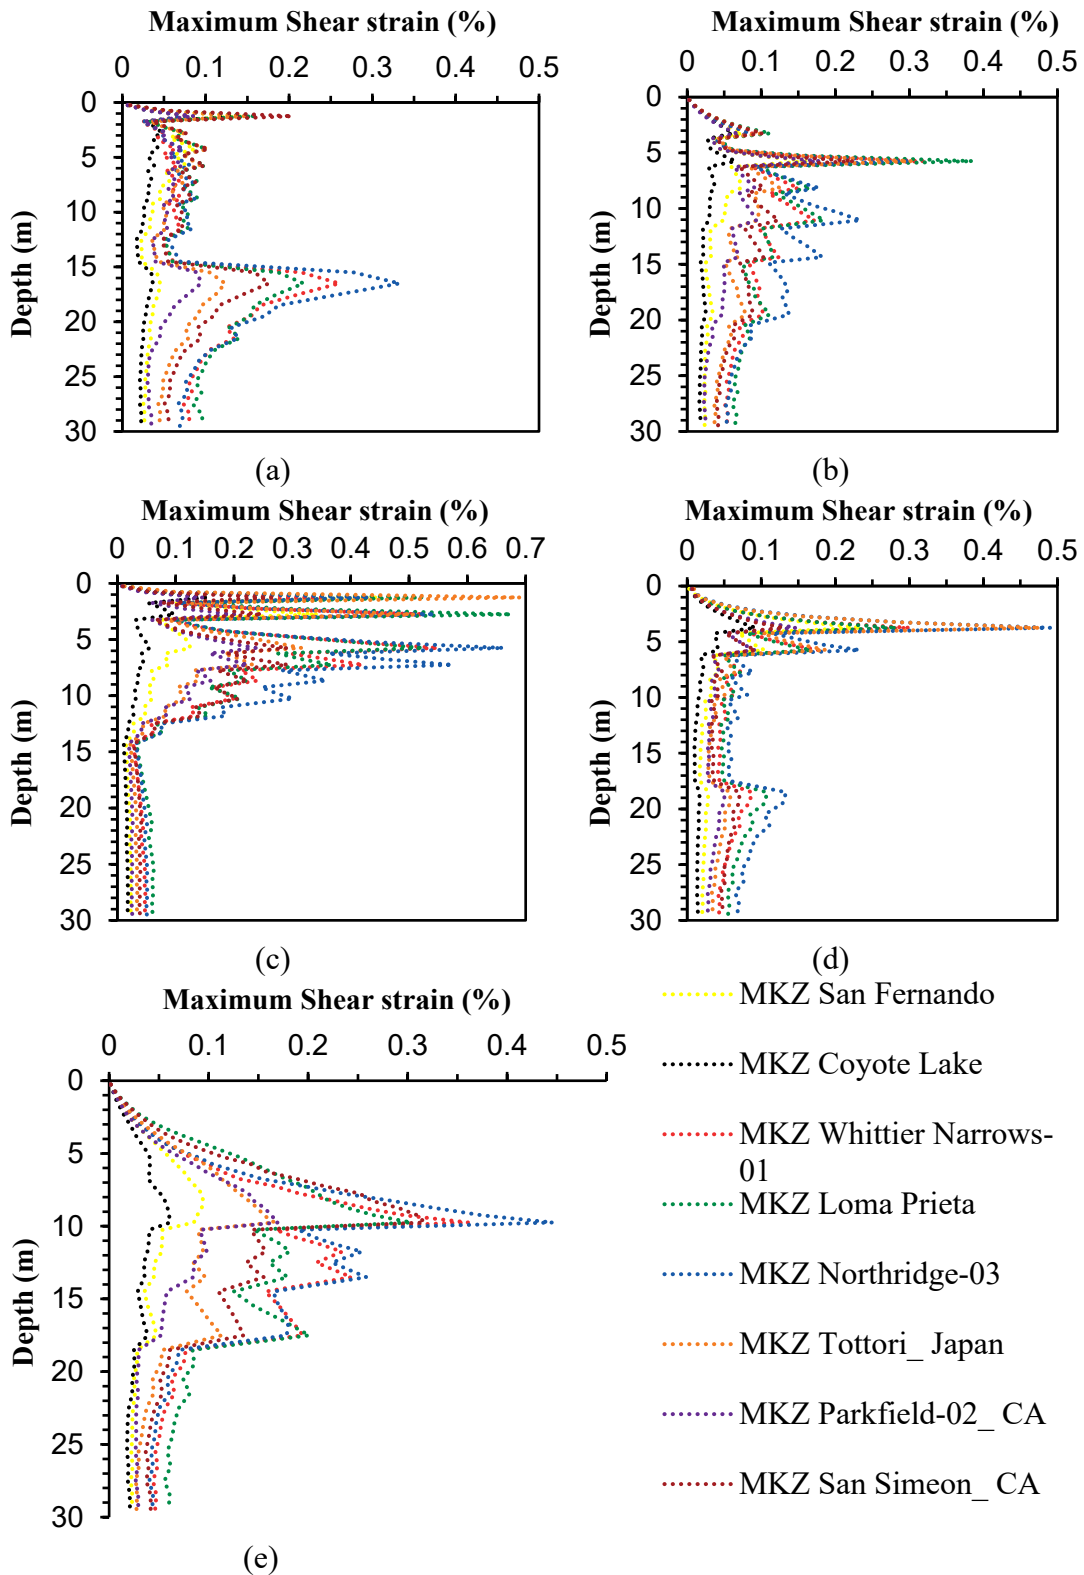 Maximum Shear strain (%)
0 0.1 0.2 0.3 0.4 0.5
0
5
10
15
20
25
30
Depth (m)
(a)
Maximum Shear strain (%)
0 0.1 0.2 0.3 0.4 0.5
0
5
10
15
20
25
30
Depth (m)
(b)
Maximum Shear strain (%)
0 0.1 0.2 0.3 0.4 0.5 0.6 0.7
0
5
10
15
20
25
30
Depth (m)
(c)
Maximum Shear strain (%)
0 0.1 0.2 0.3 0.4 0.5
0
5
10
15
20
25
30
Depth (m)
(d)
Maximum Shear strain (%)
0 0.1 0.2 0.3 0.4 0.5
0
5
10
15
20
25
30
Depth (m)
(e)
MKZ San Fernando
MKZ Coyote Lake
MKZ Whittier Narrows-
01
MKZ Loma Prieta
MKZ Northridge-03
MKZ Tottori_ Japan
MKZ Parkfield-02_ CA
MKZ San Simeon_ CA